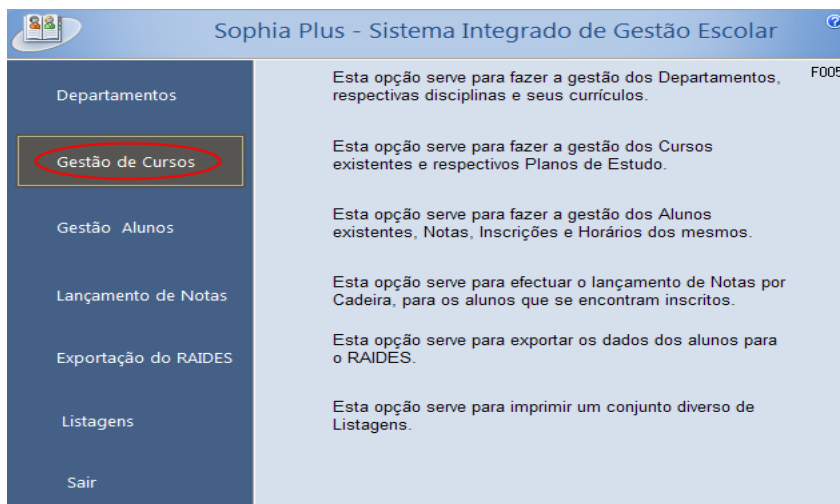 Sophia Plus - Sistema Integrado de Gestão Escolar
Departamentos
Esta opção serve para fazer a gestão dos Departamentos,
respectivas disciplinas e seus currículos.
F005
Gestão de Cursos
Esta opção serve para fazer a gestão dos Cursos
existentes e respectivos Planos de Estudo.
Gestão Alunos
Esta opção serve para fazer a gestão dos Alunos
existentes, Notas, Inscrições e Horários dos mesmos.
Lançamento de Notas
Esta opção serve para efectuar o lançamento de Notas por
Cadeira, para os alunos que se encontram inscritos.
Exportação do RAIDES
Esta opção serve para exportar os dados dos alunos para
o RAIDES.
Listagens
Esta opção serve para imprimir um conjunto diverso de
Listagens.
Sair